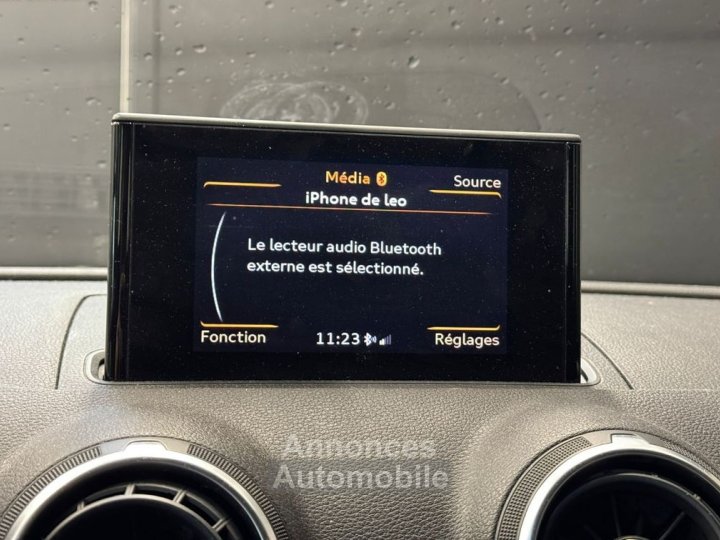 Média
Source
iPhone de leo
Le lecteur audio Bluetooth
externe est sélectionné.
Fonction
11:23
Réglages
Annonces
Automobile